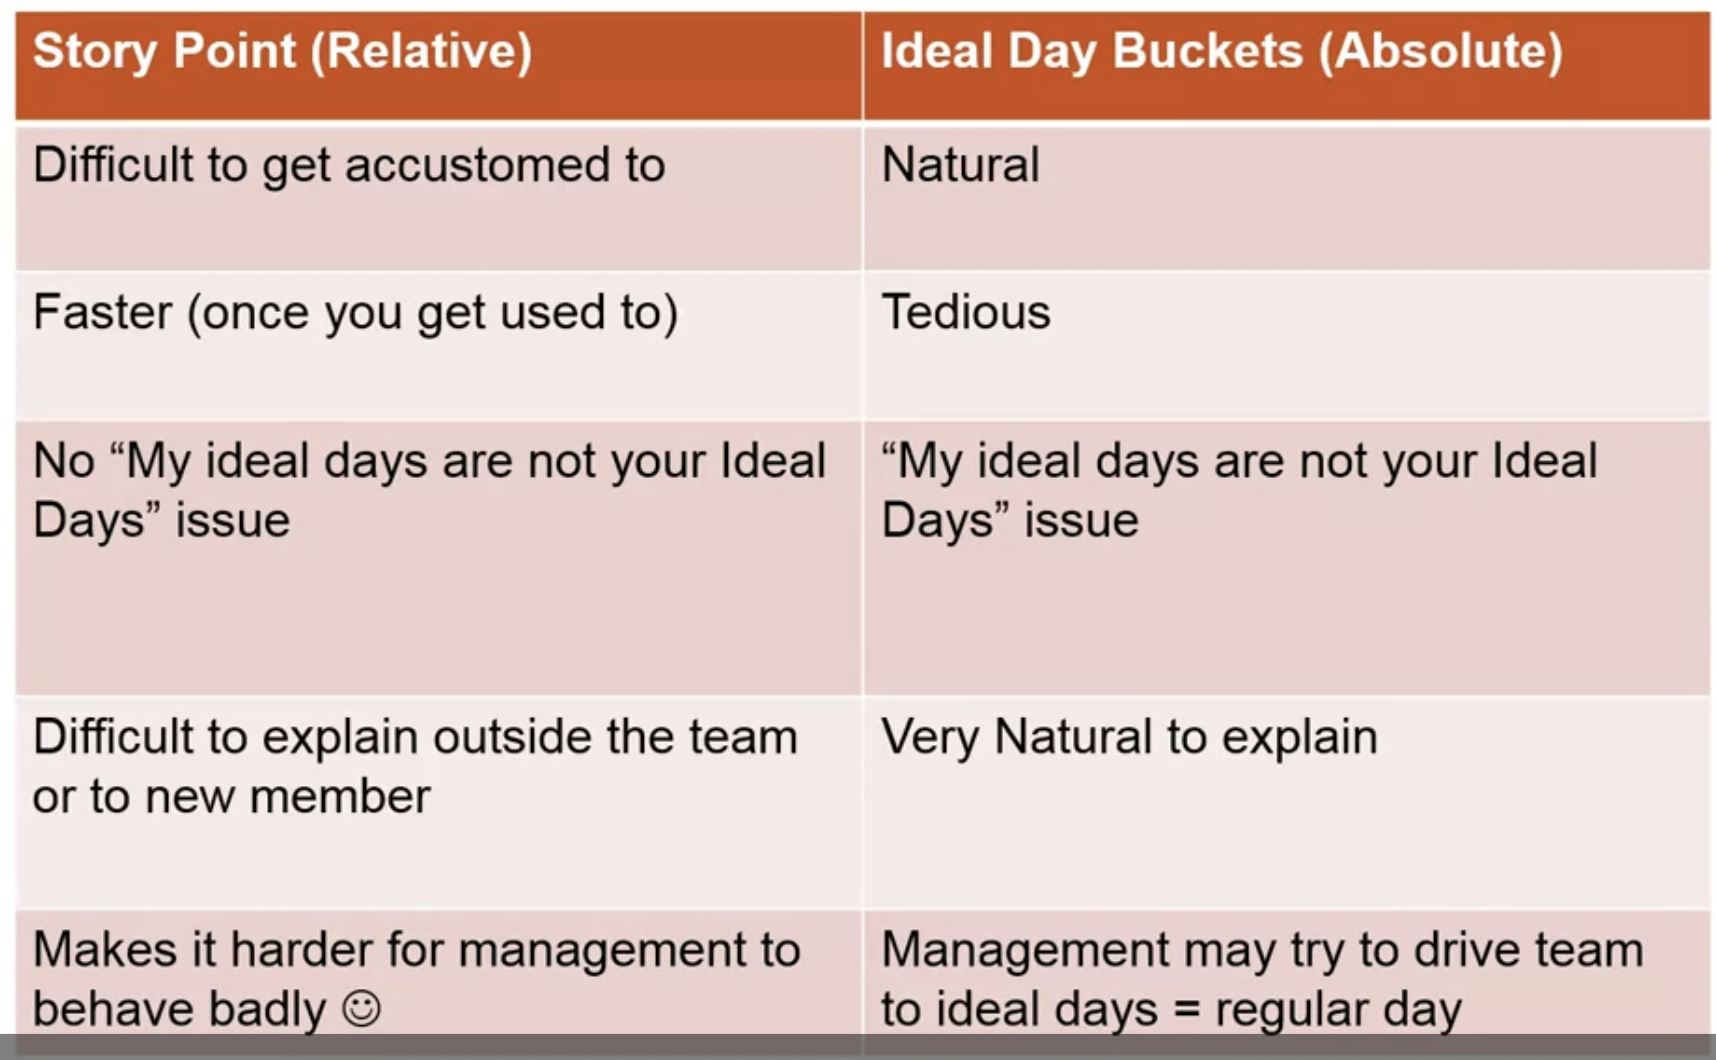 Story Point (Relative)
Ideal Day Buckets (Absolute)
Difficult to get accustomed to
Natural
Faster (once you get used to)
Tedious
No “My ideal days are not your Ideal
Days” issue
“My ideal days are not your Ideal
Days” issue
Difficult to explain outside the team
or to new member
Very Natural to explain
Makes it harder for management to
behave badly ☺
Management may try to drive team
to ideal days = regular day